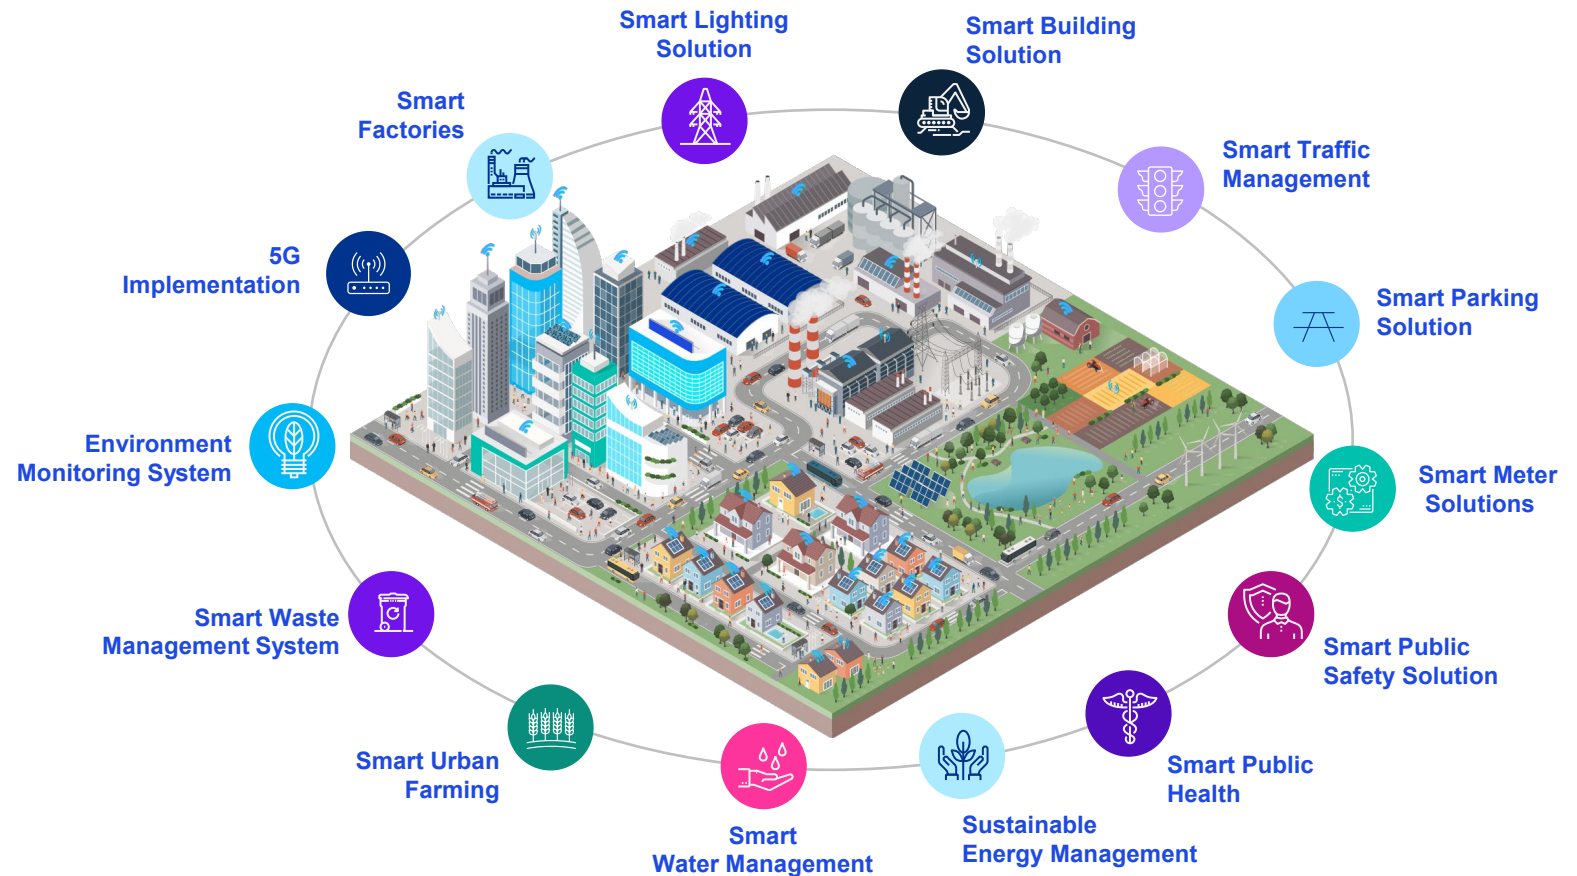 Smart Lighting
Solution
Smart Building
Solution
Smart
Factories
Smart Traffic
Management
5G
Implementation
Smart Parking
Solution
Environment
Monitoring System
Smart Meter
Solutions
Smart Waste
Management System
Smart Public
Safety Solution
Smart Urban
Farming
Smart Public
Health
Smart
Water Management
Sustainable
Energy Management